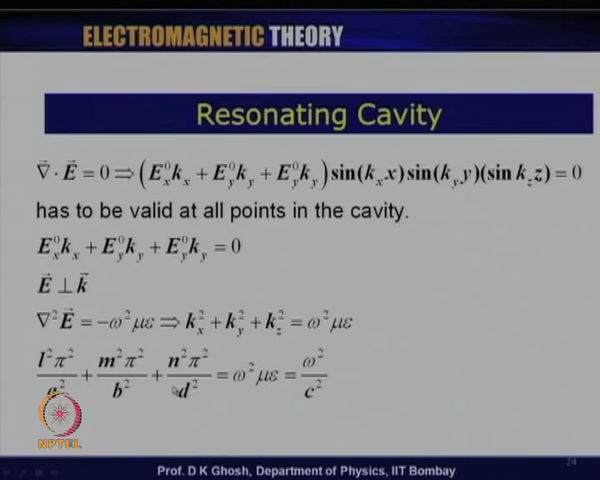 ELECTROMAGNETIC THEORY
Resonating Cavity
∇⃗ · E⃗ = 0 ⇒ (E_x^0 k_x + E_y^0 k_y + E_y^0 k_y) sin(k_x x) sin(k_y y)(sin k_z z) = 0
has to be valid at all points in the cavity.
E_x^0 k_x + E_y^0 k_y + E_y^0 k_y = 0
E⃗ ⊥ k⃗
∇²E⃗ = −ω²με ⇒ k_x² + k_y² + k_z² = ω²με
l²π²/a² + m²π²/b² + n²π²/d² = ω²με = ω²/c²
NPTEL
24
Prof. D K Ghosh, Department of Physics, IIT Bombay